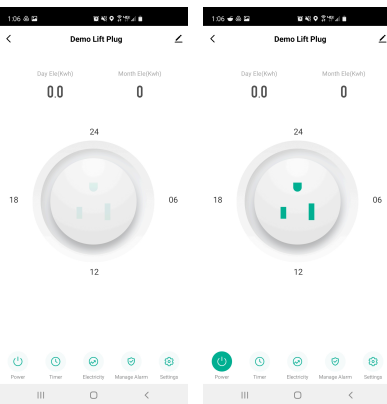 1:06
Demo Lift Plug
Day Ele(Kwh) Month Ele(Kwh)
0.0 0
24
18 06
12
Power Timer Electricity Manage Alarm Settings
1:06
Demo Lift Plug
Day Ele(Kwh) Month Ele(Kwh)
0.0 0
24
18 06
12
Power Timer Electricity Manage Alarm Settings